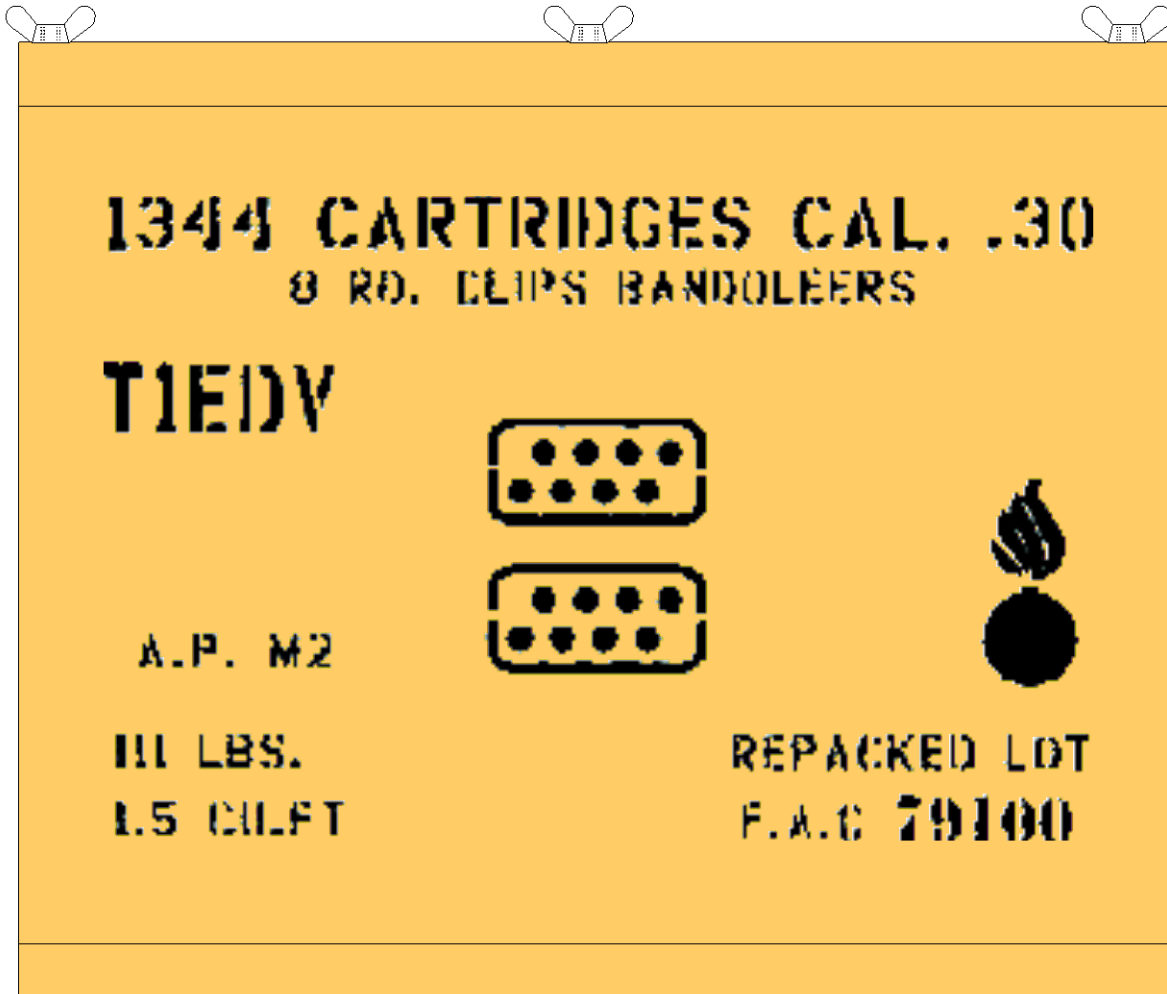 1344 CARTRIDGES CAL. .30
8 RD. CLIPS BANDOLEERS
T1EDV
A.P. M2
111 LBS.
REPACKED LOT
1.5 CU.FT
F.A.C 79100